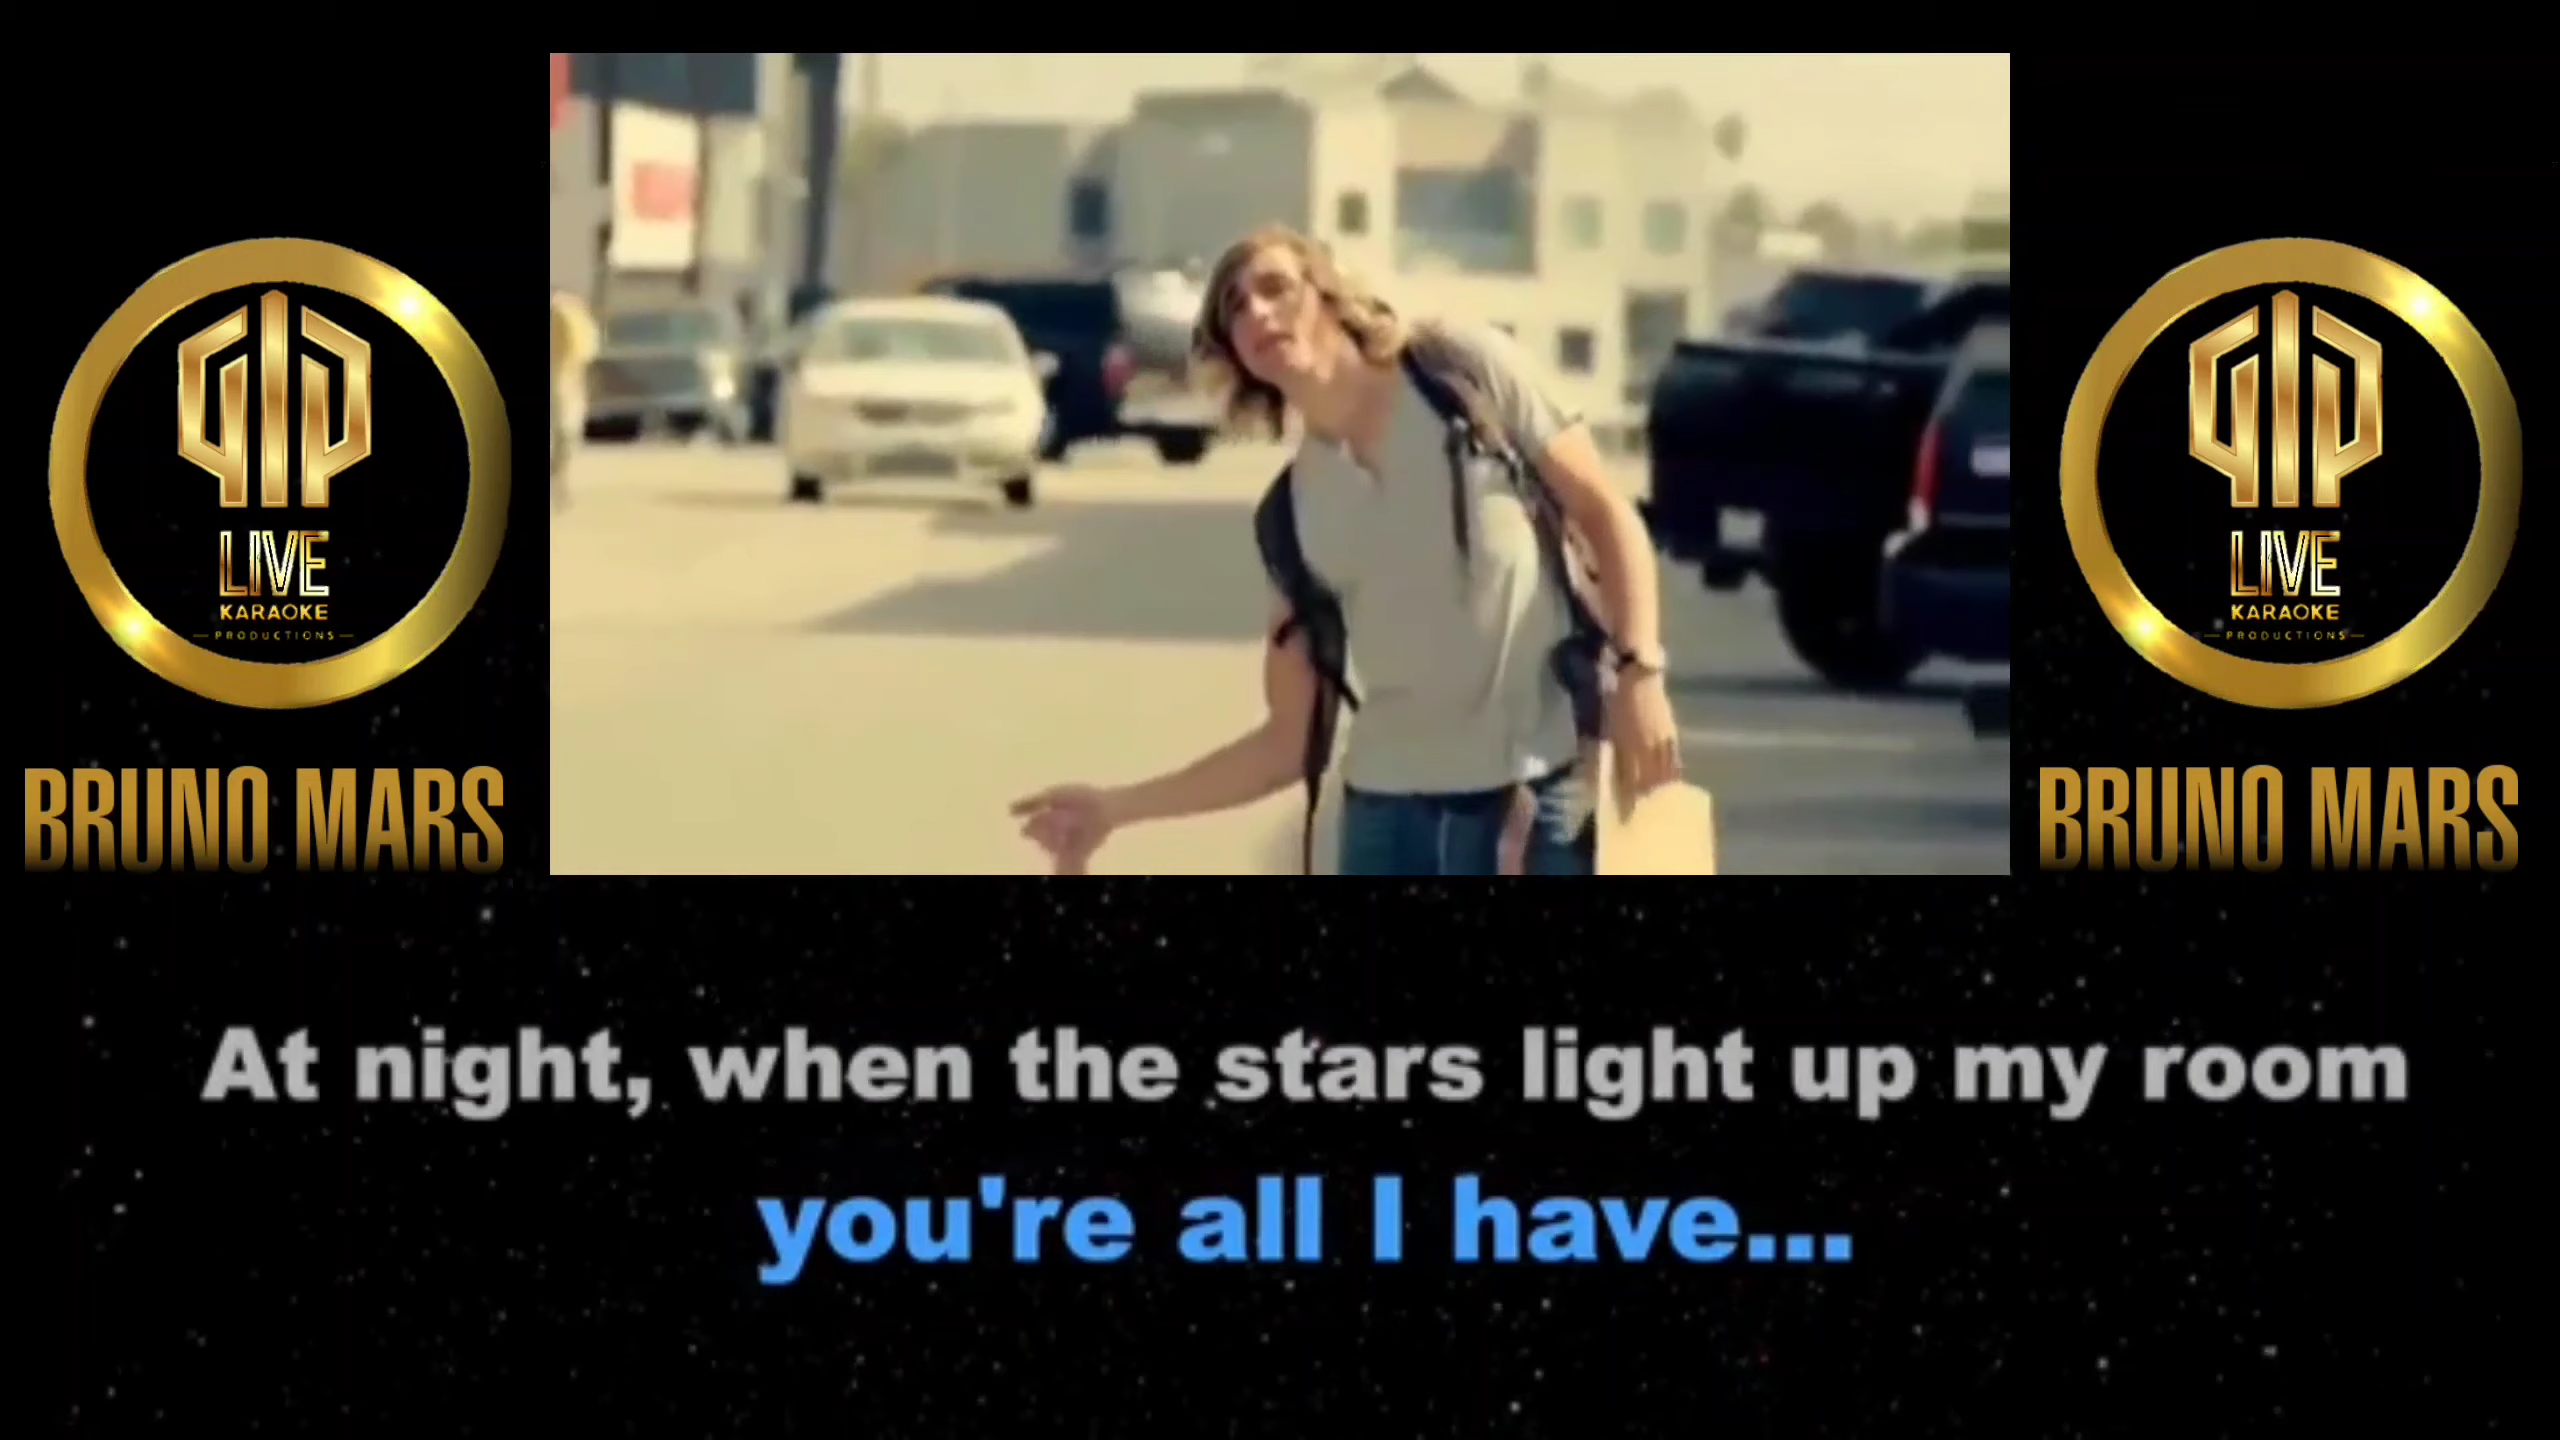 LIVE
KARAOKE
PRODUCTIONS
BRUNO MARS
LIVE
KARAOKE
PRODUCTIONS
BRUNO MARS
At night, when the stars light up my room
you're all I have...